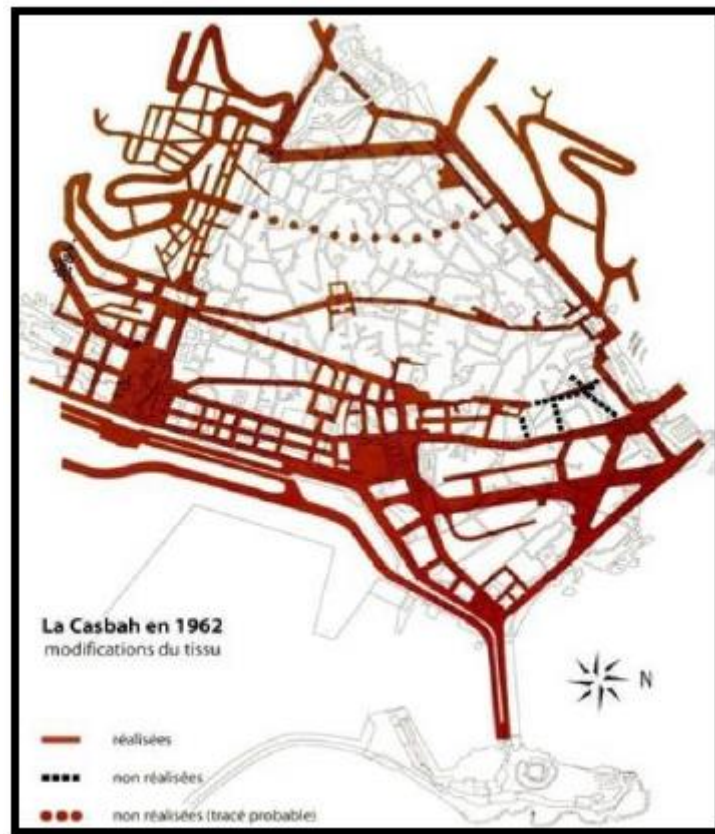 La Casbah en 1962
modifications du tissu
N
réalisées
non réalisées
non réalisées (tracé probable)